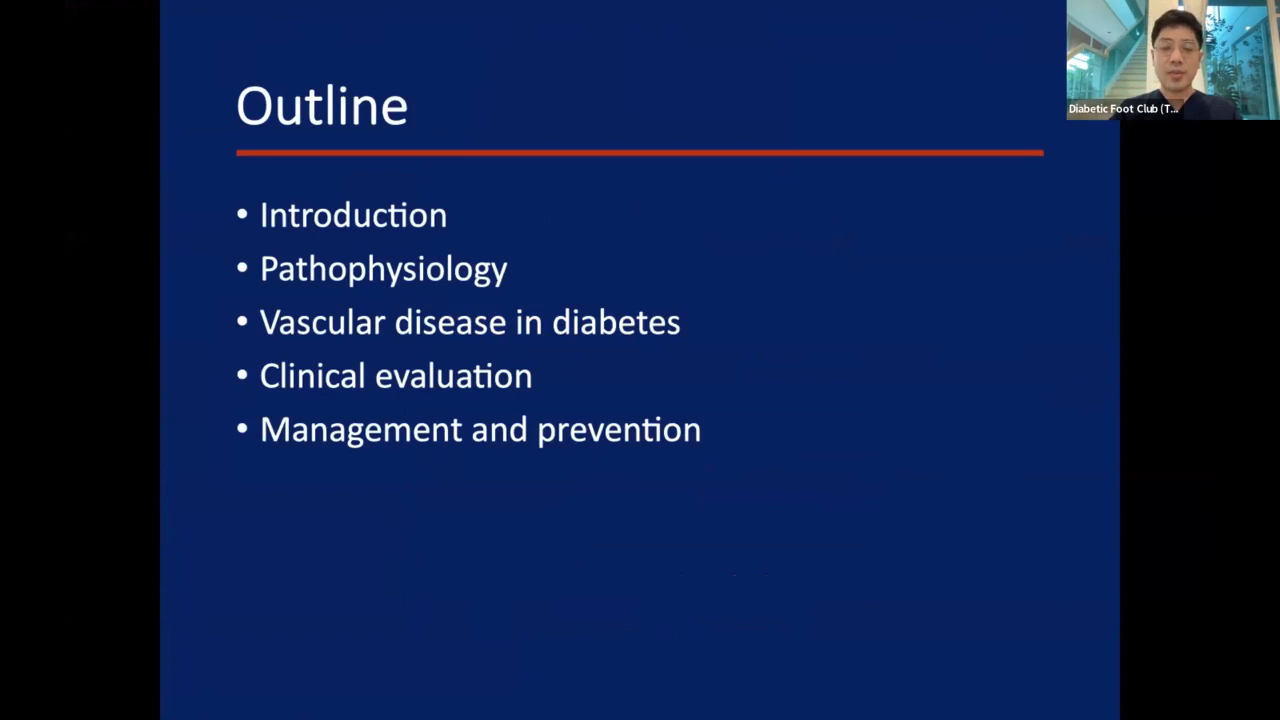 Outline
• Introduction
• Pathophysiology
• Vascular disease in diabetes
• Clinical evaluation
• Management and prevention
Diabetic Foot Club (T...